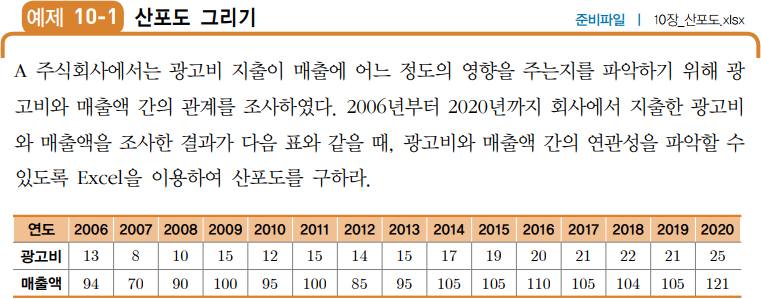 예제 10-1 산포도 그리기 준비파일 | 10장_산포도.xlsx
A 주식회사에서는 광고비 지출이 매출에 어느 정도의 영향을 주는지를 파악하기 위해 광
고비와 매출액 간의 관계를 조사하였다. 2006년부터 2020년까지 회사에서 지출한 광고비
와 매출액을 조사한 결과가 다음 표와 같을 때, 광고비와 매출액 간의 연관성을 파악할 수
있도록 Excel을 이용하여 산포도를 구하라.
연도 2006 2007 2008 2009 2010 2011 2012 2013 2014 2015 2016 2017 2018 2019 2020
광고비 13 8 10 15 12 15 14 15 17 19 20 21 22 21 25
매출액 94 70 90 100 95 100 85 95 105 105 110 105 104 105 121